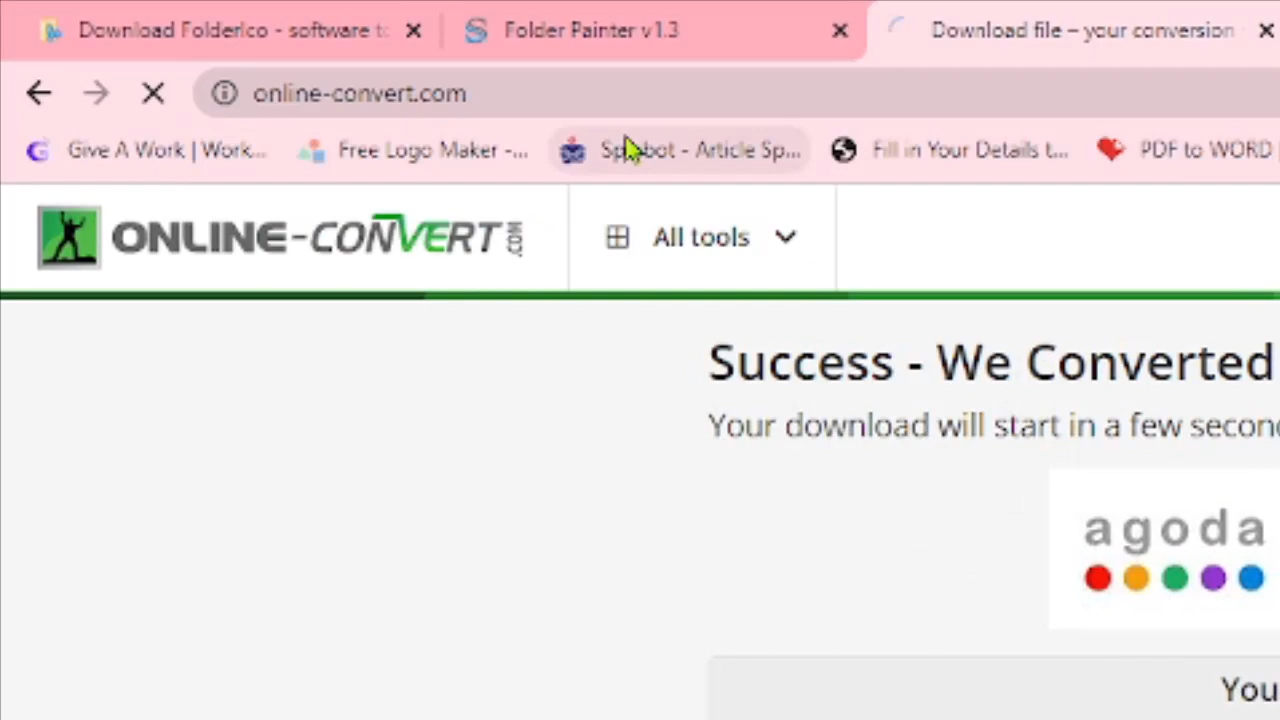 Download FolderIco - software to
Folder Painter v1.3
Download file – your conversion
online-convert.com
Give A Work | Work...
Free Logo Maker -...
Article Sp...
Fill in Your Details t...
PDF to WORD |
ONLINE-CONVERT.COM
All tools
Success - We Converted
Your download will start in a few second
agoda
You